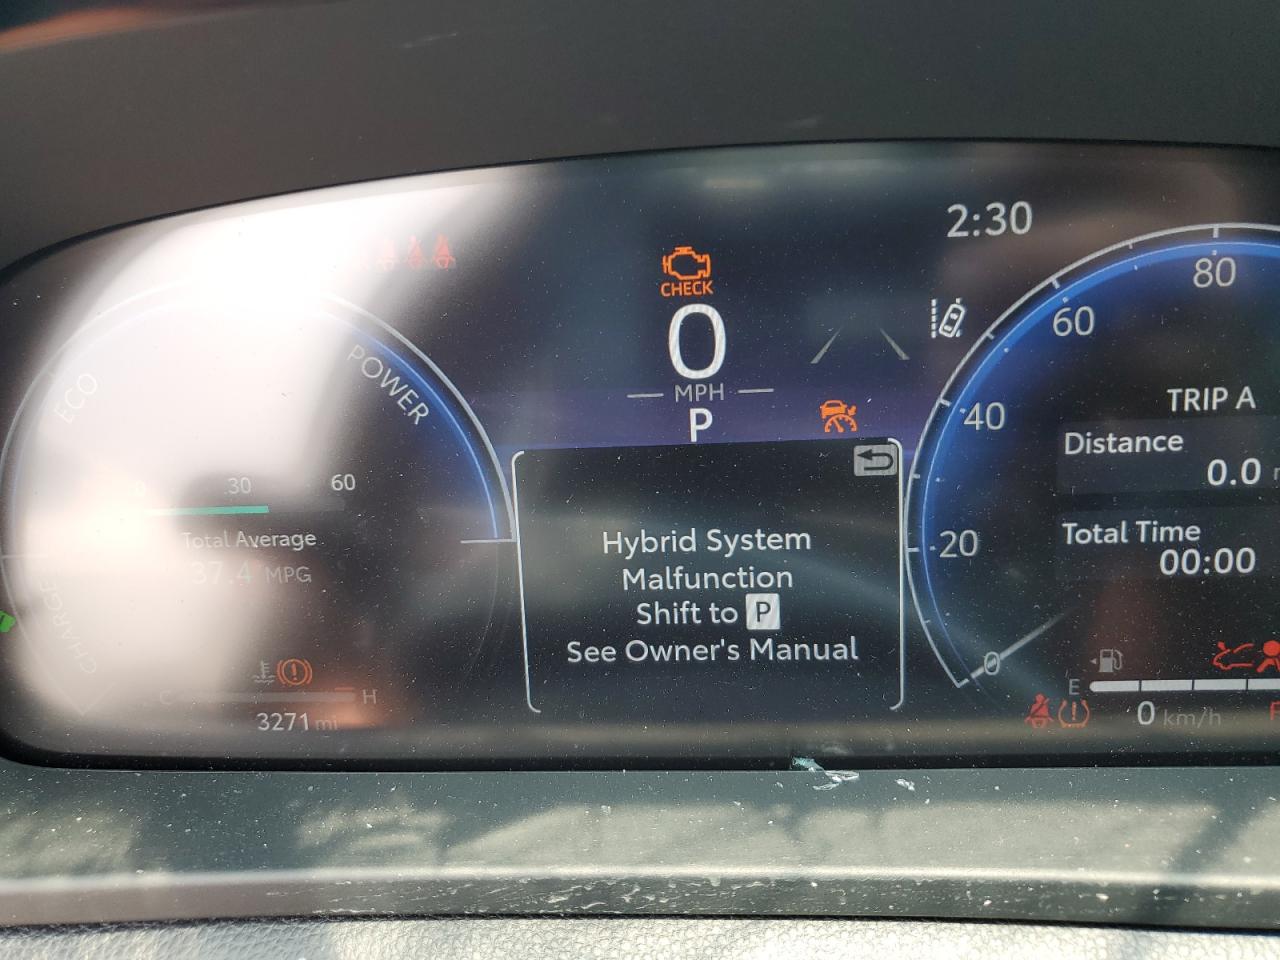 2:30
CHECK
0
MPH
P
ECO
POWER
CHARGE
30 60
Total Average
37.4 MPG
C H
3271 mi
Hybrid System
Malfunction
Shift to P
See Owner's Manual
80
60
40
20
0
TRIP A
Distance
0.0
Total Time
00:00
E
0 km/h